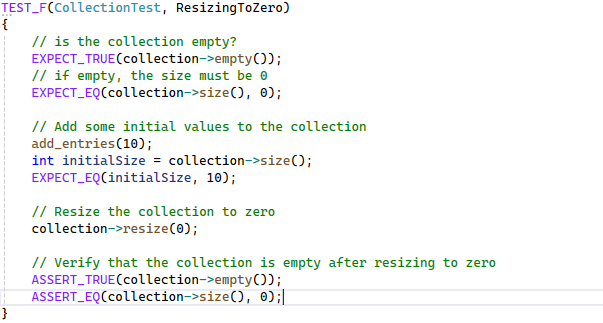 TEST_F(CollectionTest, ResizingToZero)
{
    // is the collection empty?
    EXPECT_TRUE(collection->empty());
    // if empty, the size must be 0
    EXPECT_EQ(collection->size(), 0);

    // Add some initial values to the collection
    add_entries(10);
    int initialSize = collection->size();
    EXPECT_EQ(initialSize, 10);

    // Resize the collection to zero
    collection->resize(0);

    // Verify that the collection is empty after resizing to zero
    ASSERT_TRUE(collection->empty());
    ASSERT_EQ(collection->size(), 0);
}